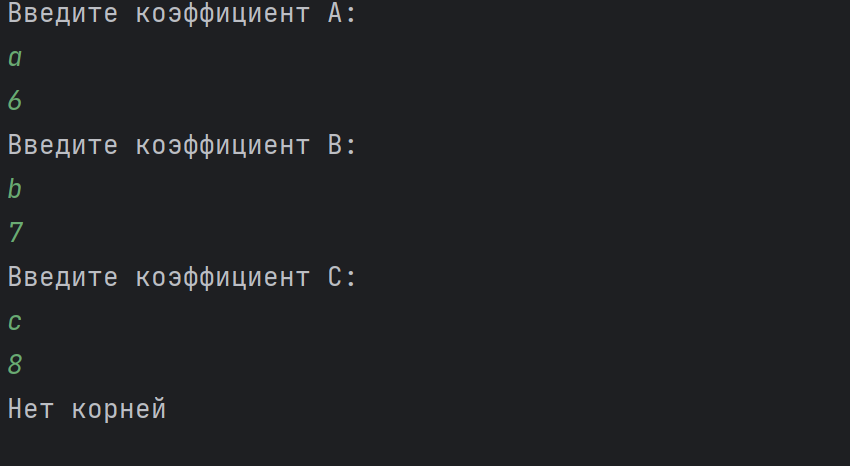 Введите коэффициент A:
a
6
Введите коэффициент B:
b
7
Введите коэффициент C:
c
8
Нет корней